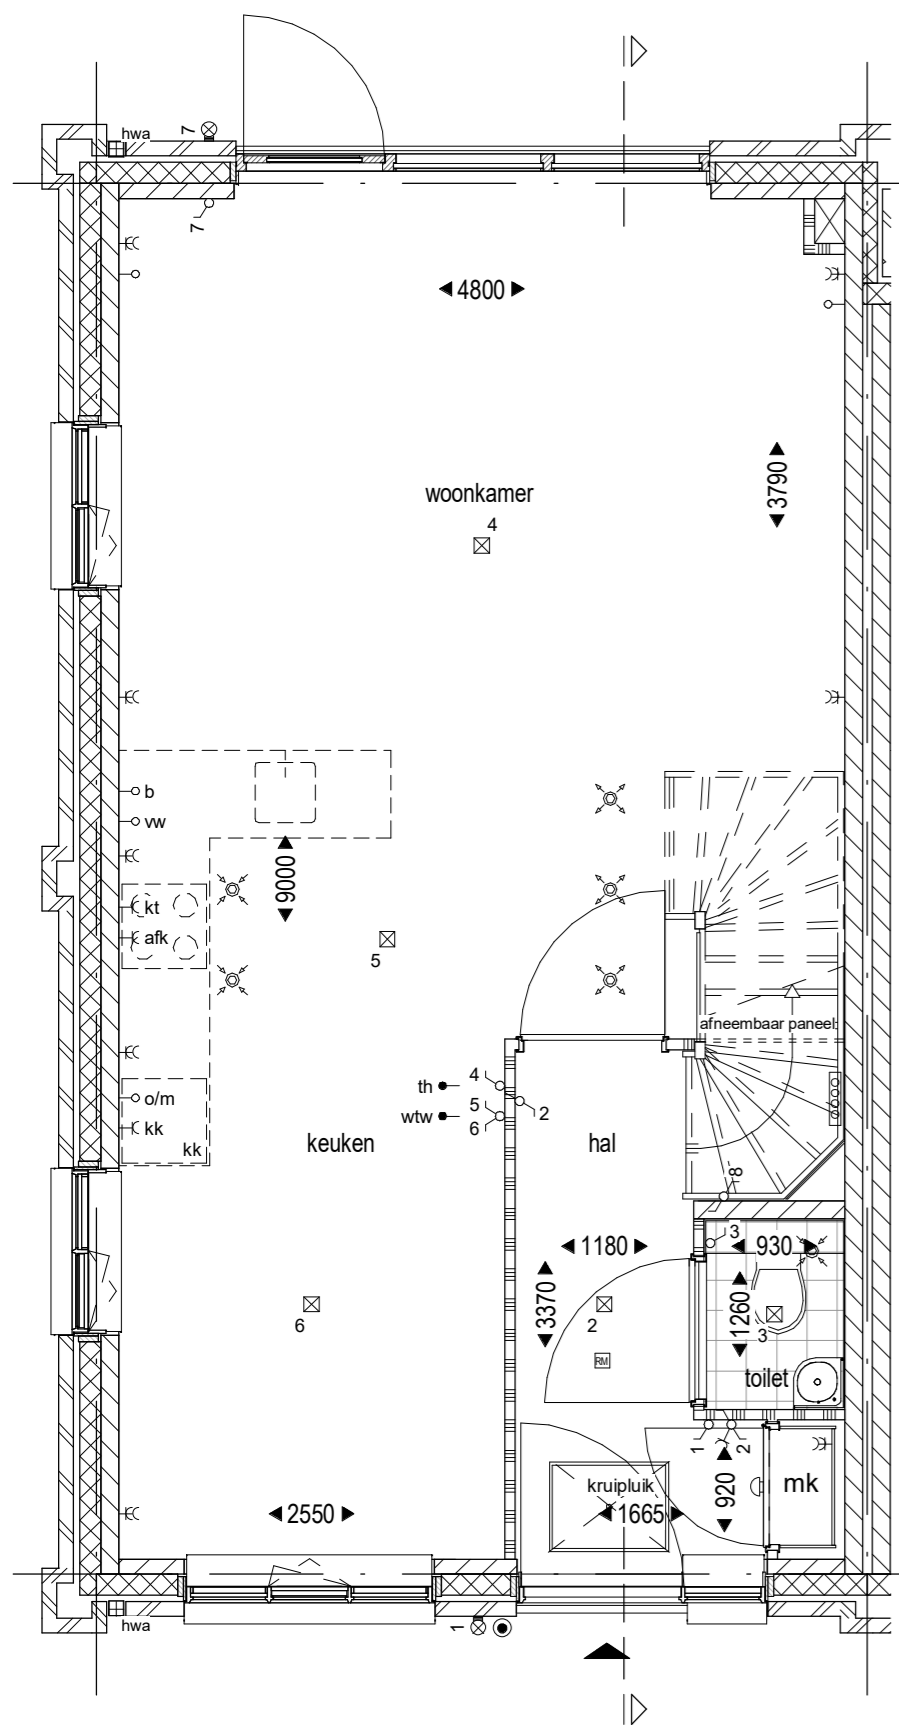 hwa
7
7
4800
3790
woonkamer
4
b
vw
9000
kt
afk
5
afneembaar paneel
th
4
2
wtw
5
6
o/m
kk
kk
keuken
hal
8
3
1180
930
3370
1260
6
2
3
RM
toilet
1
2
kruipluik
920
mk
2550
1665
hwa
1